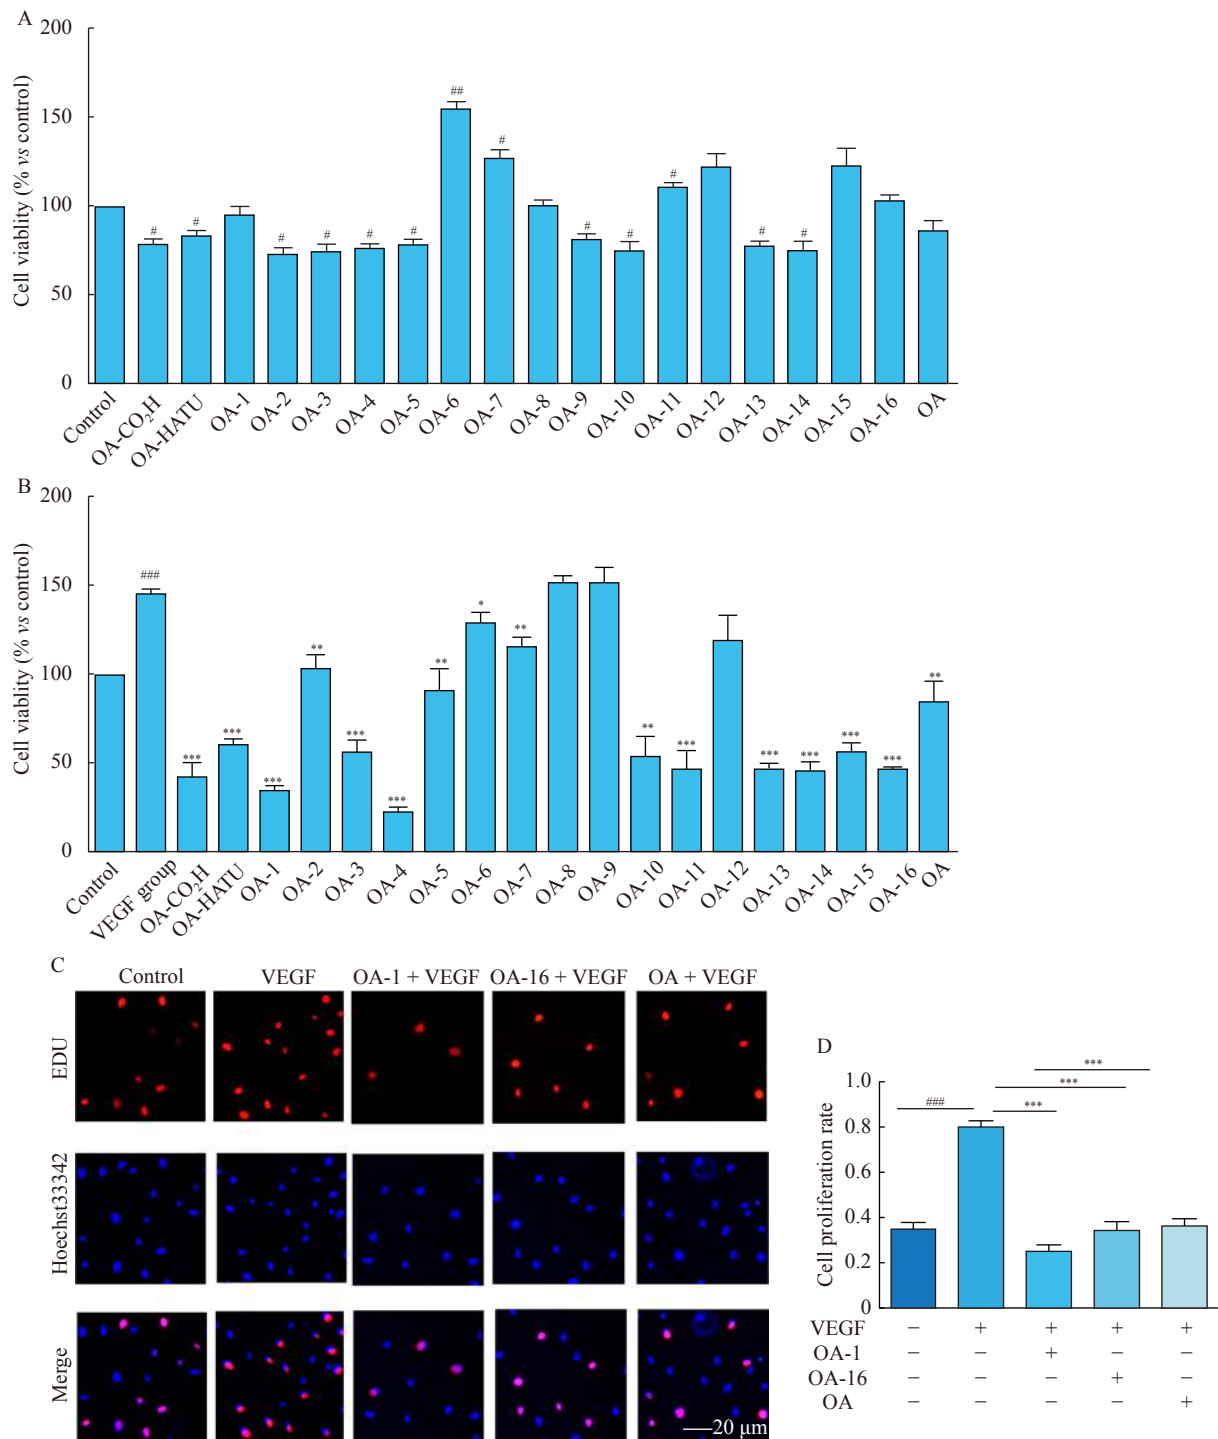 A
200
150
100
50
0
Cell viablity (% vs control)
# # # # # # ## # # # # # #
Control OA-CO₂H OA-HATU OA-1 OA-2 OA-3 OA-4 OA-5 OA-6 OA-7 OA-8 OA-9 OA-10 OA-11 OA-12 OA-13 OA-14 OA-15 OA-16 OA
B
200
150
100
50
0
Cell viablity (% vs control)
### *** *** *** ** *** *** ** * ** ** *** *** *** *** *** **
Control VEGF group OA-CO₂H OA-HATU OA-1 OA-2 OA-3 OA-4 OA-5 OA-6 OA-7 OA-8 OA-9 OA-10 OA-11 OA-12 OA-13 OA-14 OA-15 OA-16 OA
C
Control VEGF OA-1 + VEGF OA-16 + VEGF OA + VEGF
EDU
Hoechst33342
Merge
20 μm
D
1.0
0.8
0.6
0.4
0.2
0
Cell proliferation rate
***
***
### ***
VEGF − + + + +
OA-1 − − + − −
OA-16 − − − + −
OA − − − − +